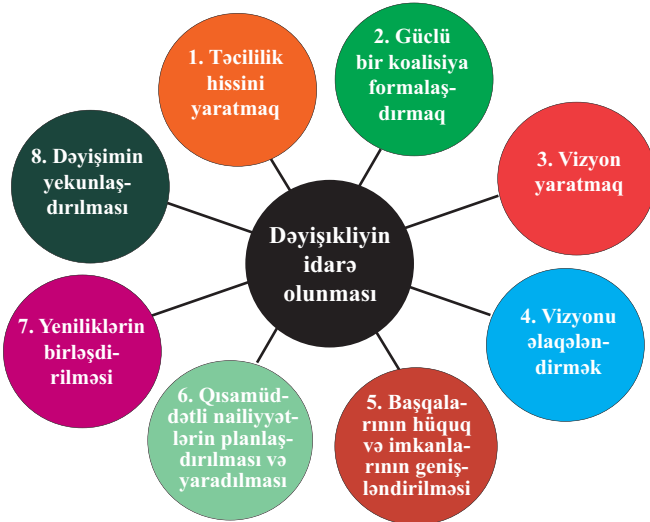 1. Təcililik
hissini
yaratmaq
2. Güclü
bir koalisiya
formalaş-
dırmaq
3. Vizyon
yaratmaq
4. Vizyonu
əlaqələn-
dirmək
5. Başqala-
rının hüquq
və imkanla-
rının geniş-
ləndirilməsi
6. Qısamüd-
dətli nailiyyət-
lərin planlaş-
dırılması və
yaradılması
7. Yeniliklərin
birləşdi-
rilməsi
8. Dəyişimin
yekunlaş-
dırılması
Dəyişıkliyin
idarə
olunması